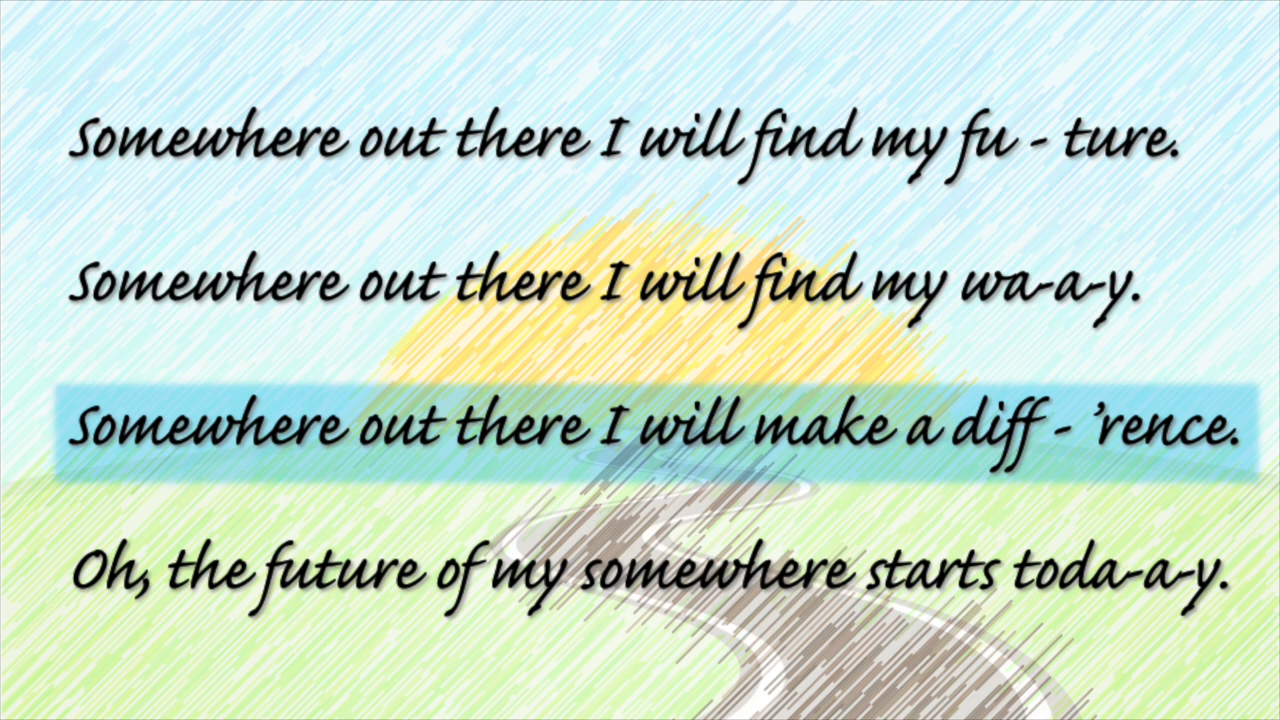 Somewhere out there I will find my fu - ture.
Somewhere out there I will find my wa-a-y.
Somewhere out there I will make a diff - ’rence.
Oh, the future of my somewhere starts toda-a-y.